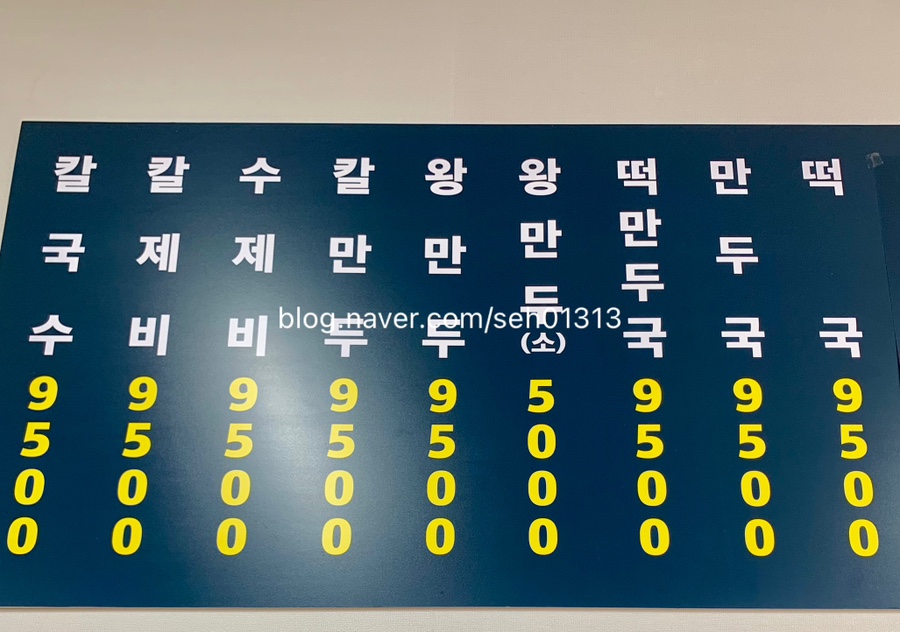 칼국수 9500
칼제비 9500
수제비 9500
칼만두 9500
왕만두 9500
왕만두(소) 5000
떡만두국 9500
만두국 9500
떡국 9500
blog.naver.com/seh01313